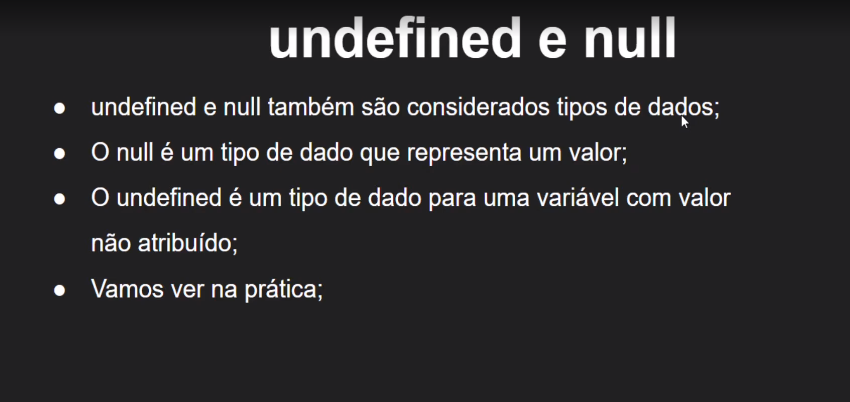 undefined e null
● undefined e null também são considerados tipos de dados;
● O null é um tipo de dado que representa um valor;
● O undefined é um tipo de dado para uma variável com valor
não atribuído;
● Vamos ver na prática;